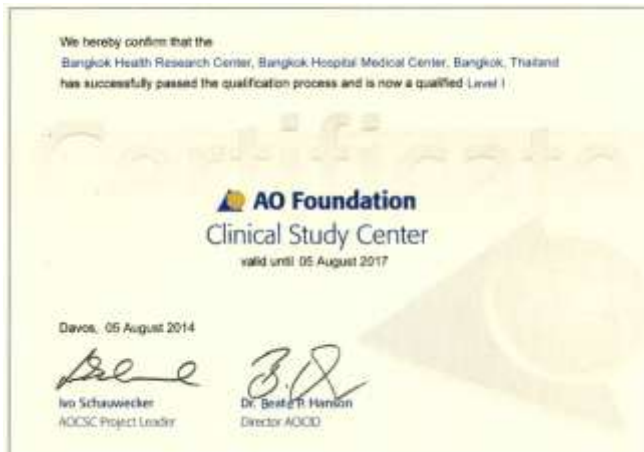 We hereby confirm that the
Bangkok Health Research Center, Bangkok Hospital Medical Center, Bangkok, Thailand
has successfully passed the qualification process and is now a qualified Level I
Certificate
AO Foundation
Clinical Study Center
valid until 05 August 2017
Davos, 05 August 2014
Ivo Schauwecker
Dr. Beate P. Hanson
AOCSC Project Leader
Director AOCID